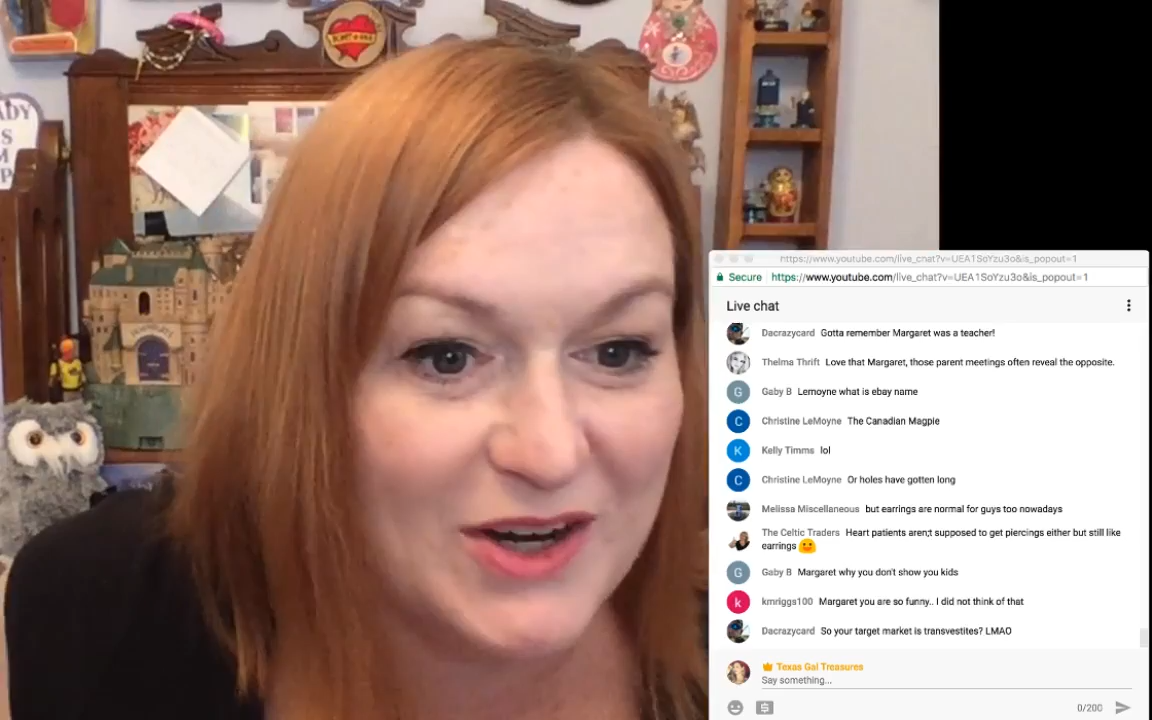 ADY
S
M
P
https://www.youtube.com/live_chat?v=UEA1SoYzu3o&is_popout=1
Secure https://www.youtube.com/live_chat?v=UEA1SoYzu3o&is_popout=1
Live chat
Dacrazycard Gotta remember Margaret was a teacher!
Thelma Thrift Love that Margaret, those parent meetings often reveal the opposite.
G Gaby B Lemoyne what is ebay name
C Christine LeMoyne The Canadian Magpie
K Kelly Timms lol
C Christine LeMoyne Or holes have gotten long
Melissa Miscellaneous but earrings are normal for guys too nowadays
The Celtic Traders Heart patients aren;t supposed to get piercings either but still like
earrings
G Gaby B Margaret why you don't show you kids
k kmriggs100 Margaret you are so funny.. I did not think of that
Dacrazycard So your target market is transvestites? LMAO
Texas Gal Treasures
Say something...
0/200